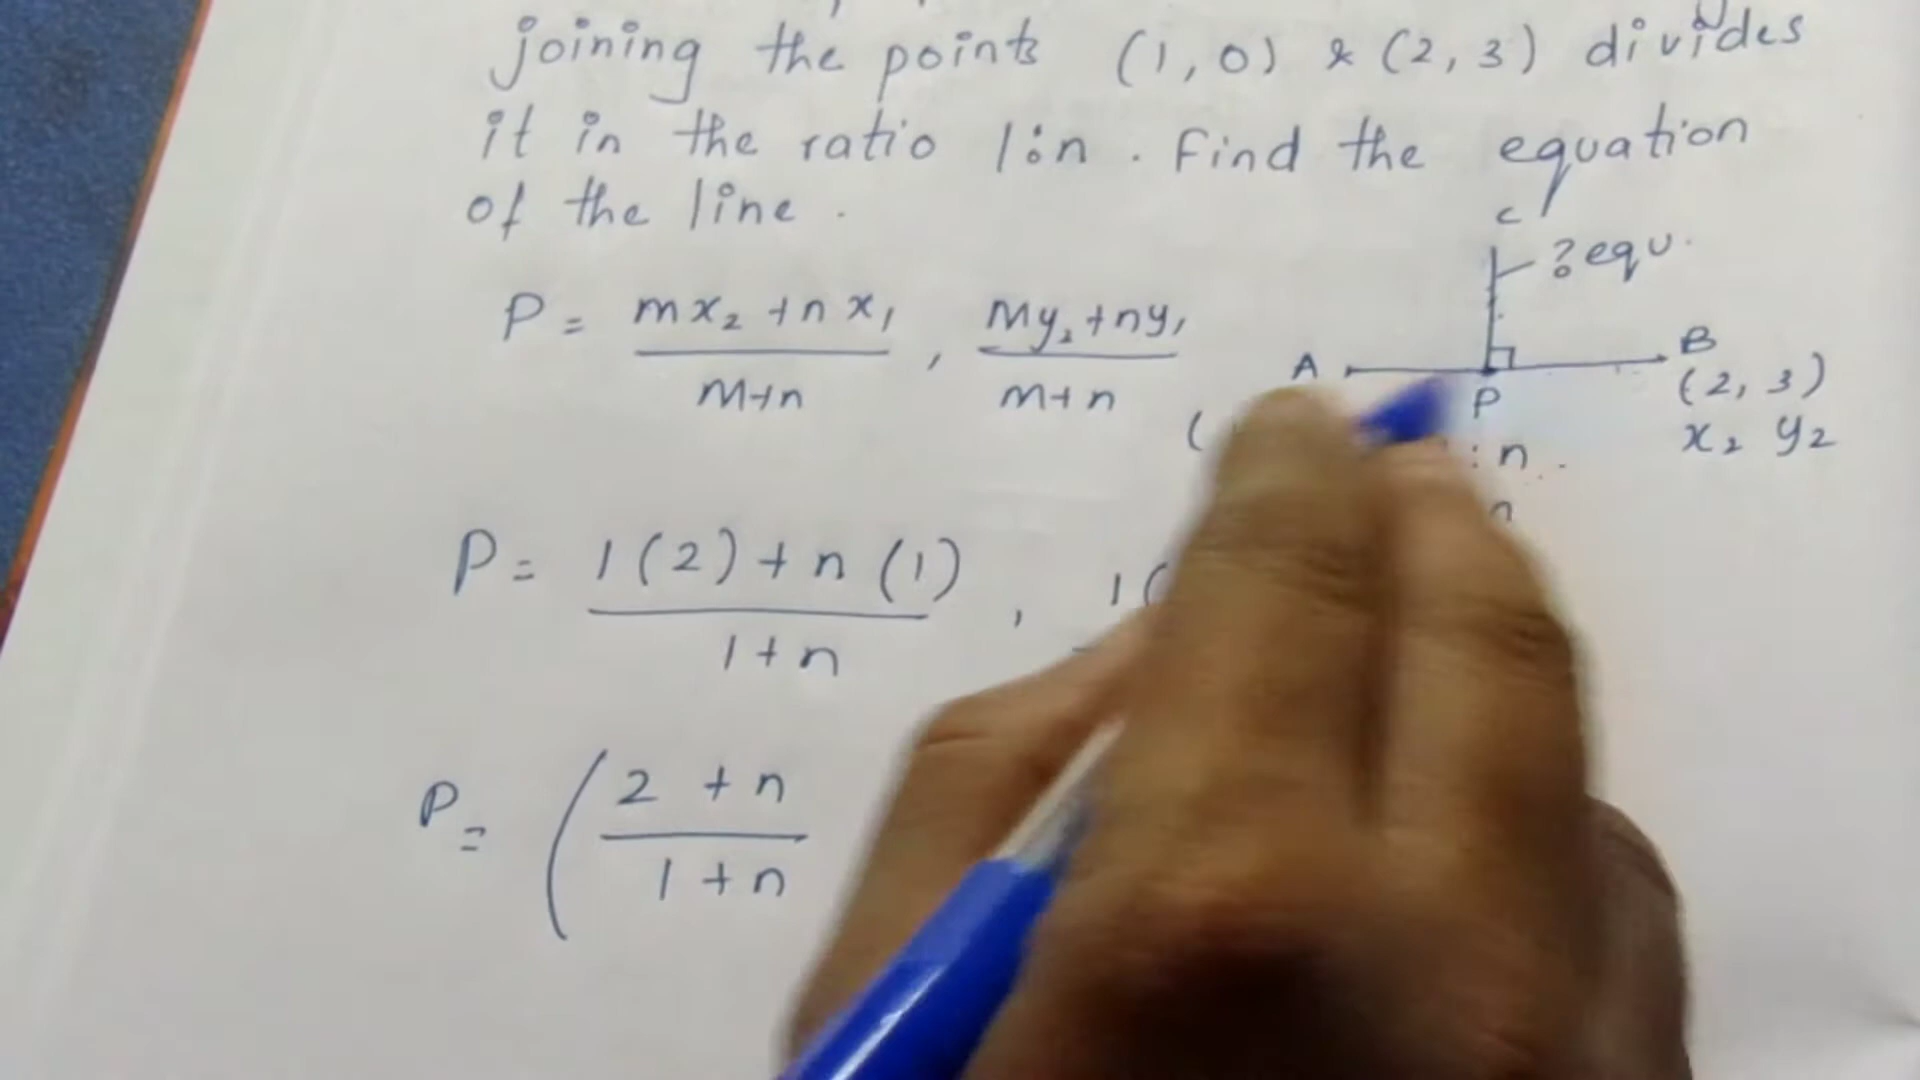 joining the points (1, 0) & (2, 3) divides
it in the ratio 1:n. Find the equation
of the line.
C
? equ.
P = mx₂ + nx₁ / m+n , my₂ + ny₁ / m+n
A B
P (2, 3)
x₂ y₂
( : n
n
P = 1(2) + n(1) / 1+n , 1(
P = ( 2 + n / 1 + n